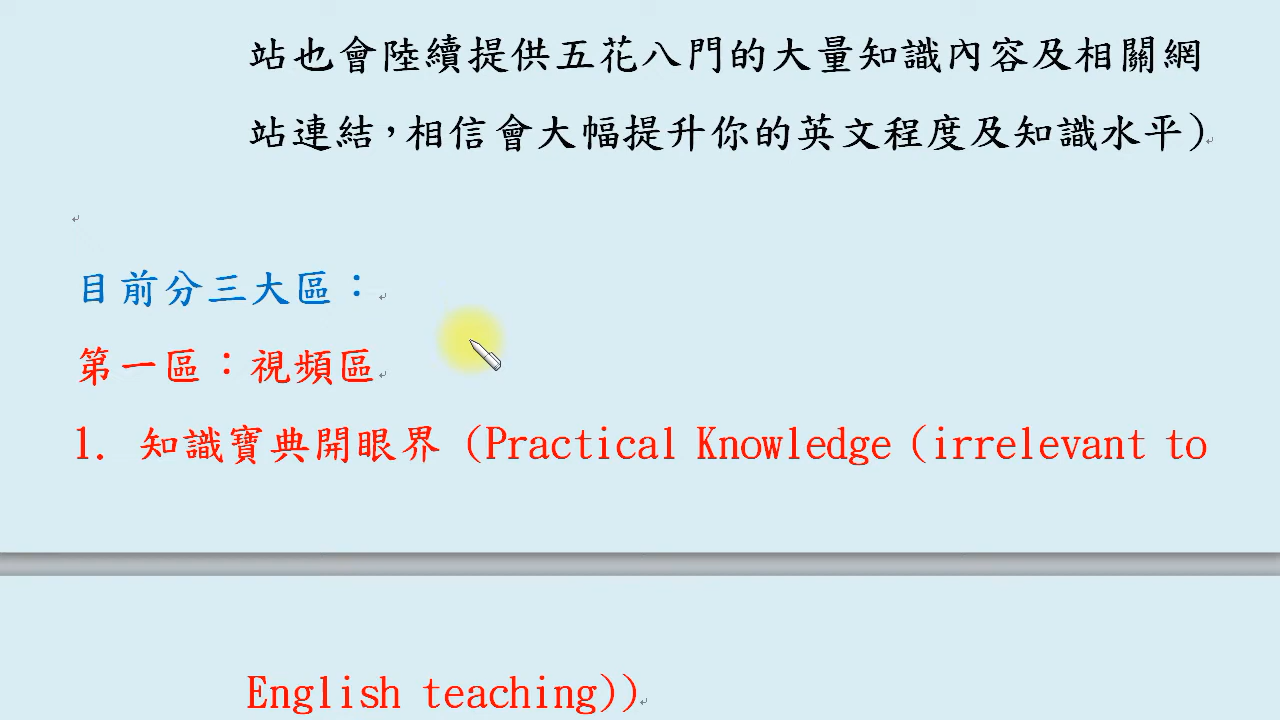 站也會陸續提供五花八門的大量知識內容及相關網
站連結，相信會大幅提升你的英文程度及知識水平)
目前分三大區：
第一區：視頻區
1. 知識寶典開眼界 (Practical Knowledge (irrelevant to
English teaching))